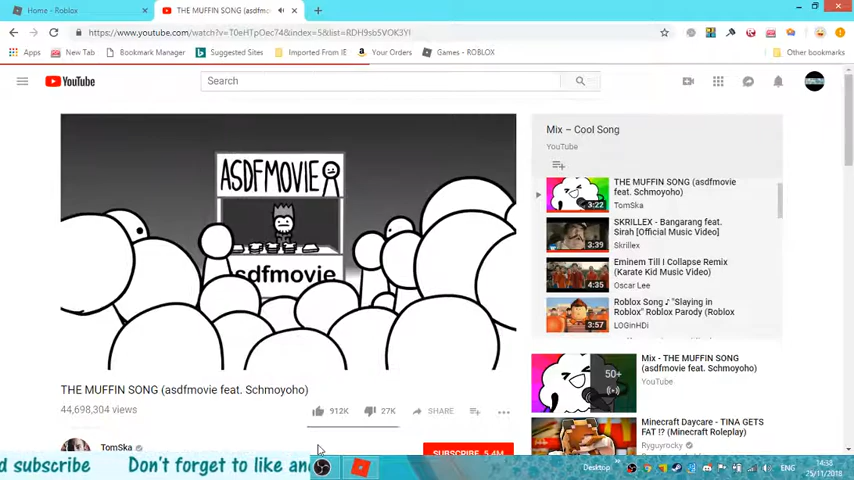 Home - Roblox
THE MUFFIN SONG (asdfmo
https://www.youtube.com/watch?v=T0eHTpOec74&index=5&list=RDH9sb5VOK3YI
Apps
New Tab
Bookmark Manager
Suggested Sites
Imported From IE
Your Orders
Games - ROBLOX
Other bookmarks
YouTube
Search
ASDFMOVIE
asdfmovie
Mix – Cool Song
YouTube
THE MUFFIN SONG (asdfmovie
feat. Schmoyoho)
TomSka
3:22
SKRILLEX - Bangarang feat.
Sirah [Official Music Video]
Skrillex
3:39
Eminem Till I Collapse Remix
(Karate Kid Music Video)
Oscar Lee
4:35
Roblox Song ♪ "Slaying in
Roblox" Roblox Parody (Roblox
LOGinHDi
3:57
THE MUFFIN SONG (asdfmovie feat. Schmoyoho)
44,698,304 views
912K
27K
SHARE
TomSka
SUBSCRIBE 5.4M
50+
Mix - THE MUFFIN SONG
(asdfmovie feat. Schmoyoho)
YouTube
Minecraft Daycare - TINA GETS
FAT !? (Minecraft Roleplay)
Ryguyrocky
d subscribe
Don't forget to like and
Desktop
ENG
14:38
25/11/2018